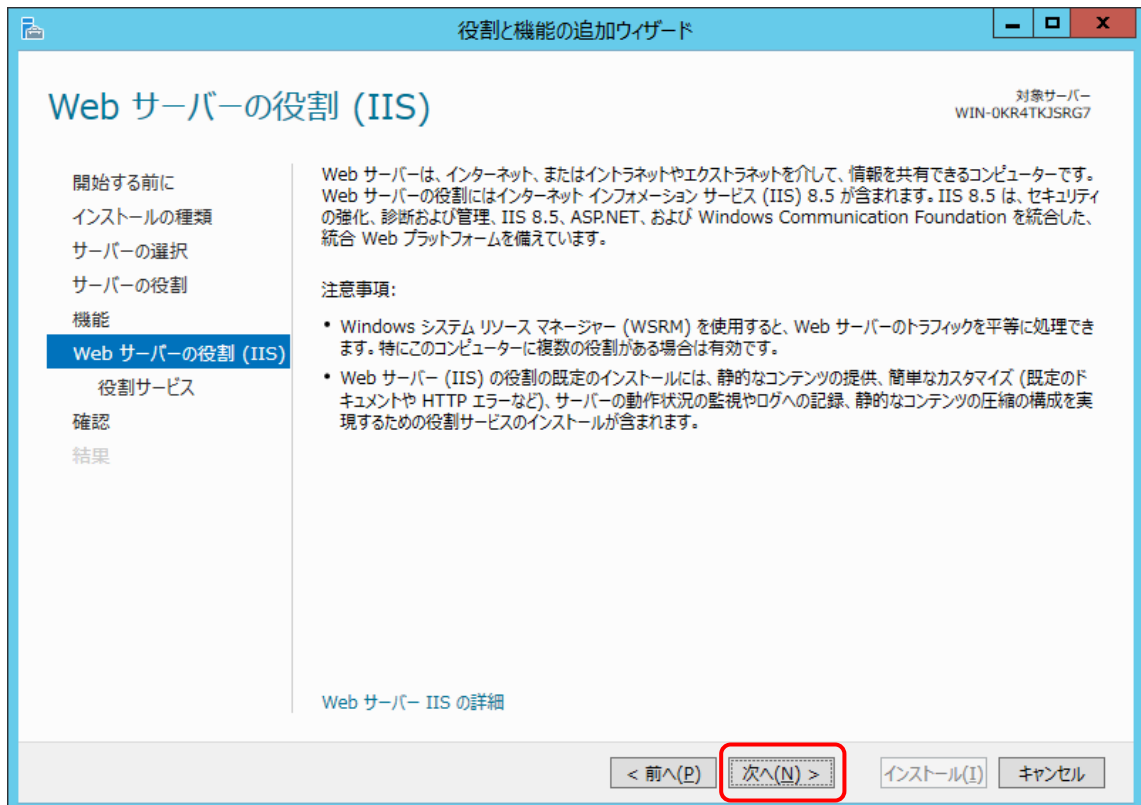 役割と機能の追加ウィザード
Web サーバーの役割 (IIS)
対象サーバー
WIN-0KR4TKJSRG7
開始する前に
インストールの種類
サーバーの選択
サーバーの役割
機能
Web サーバーの役割 (IIS)
役割サービス
確認
結果
Web サーバーは、インターネット、またはイントラネットやエクストラネットを介して、情報を共有できるコンピューターです。
Web サーバーの役割にはインターネット インフォメーション サービス (IIS) 8.5 が含まれます。IIS 8.5 は、セキュリティ
の強化、診断および管理、IIS 8.5、ASP.NET、および Windows Communication Foundation を統合した、
統合 Web プラットフォームを備えています。
注意事項:
• Windows システム リソース マネージャー (WSRM) を使用すると、Web サーバーのトラフィックを平等に処理でき
ます。特にこのコンピューターに複数の役割がある場合は有効です。
• Web サーバー (IIS) の役割の既定のインストールには、静的なコンテンツの提供、簡単なカスタマイズ (既定のド
キュメントや HTTP エラーなど)、サーバーの動作状況の監視やログへの記録、静的なコンテンツの圧縮の構成を実
現するための役割サービスのインストールが含まれます。
Web サーバー IIS の詳細
< 前へ(P)
次へ(N) >
インストール(I)
キャンセル